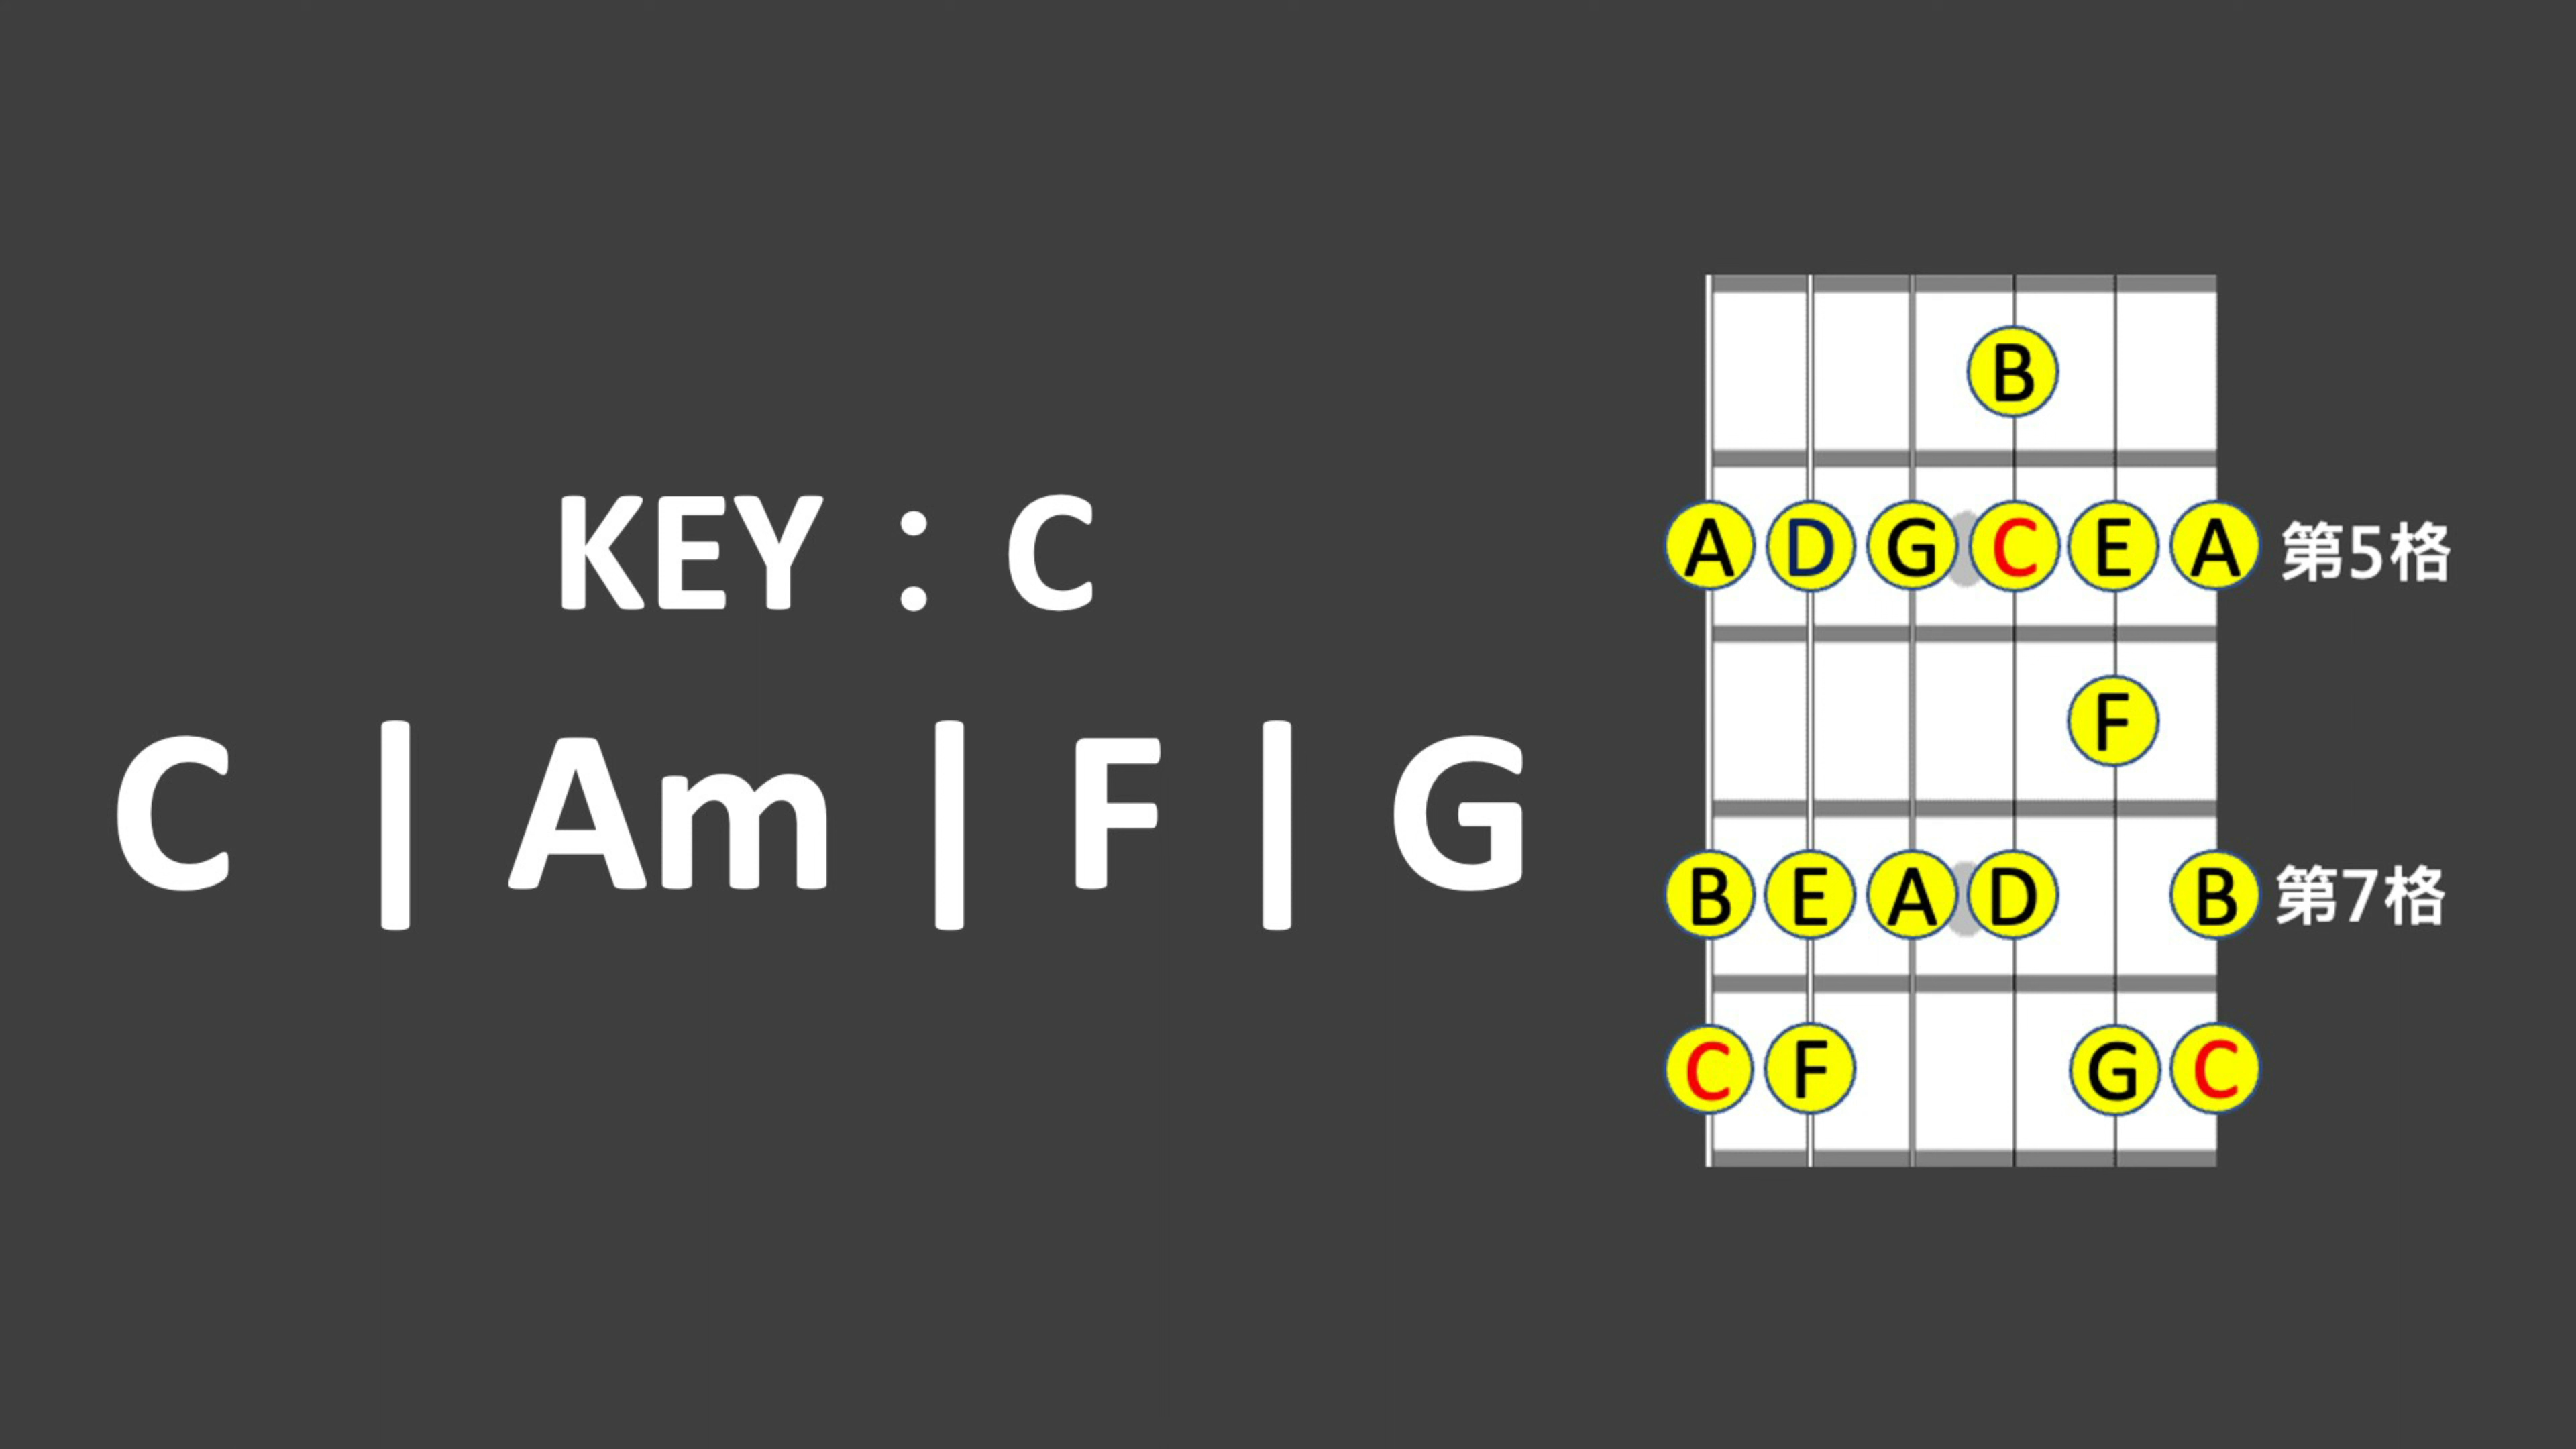 KEY：C
C | Am | F | G
B
A D G C E A 第5格
F
B E A D B 第7格
C F G C